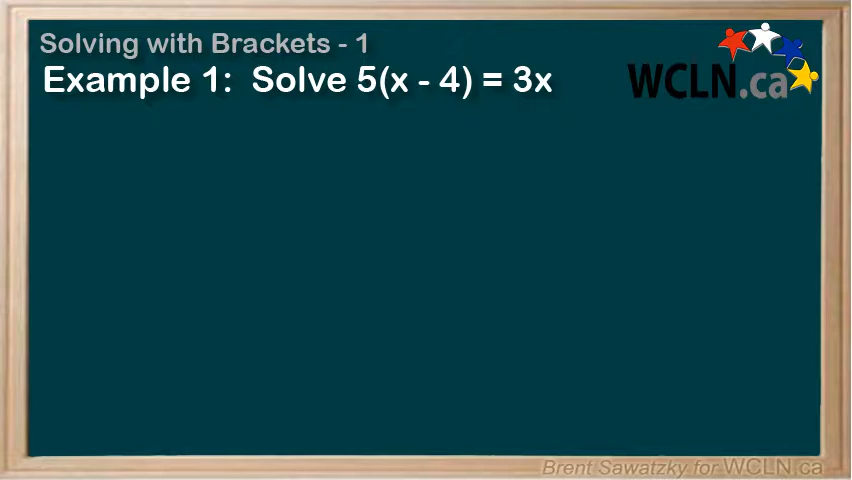 Solving with Brackets - 1
Example 1: Solve 5(x - 4) = 3x
WCLN.ca
Brent Sawatzky for WCLN.ca